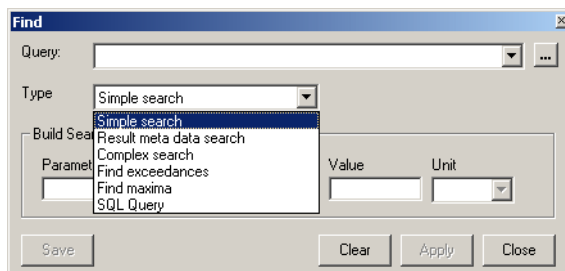 Find
Query:
...
Type
Simple search
Simple search
Result meta data search
Complex search
Find exceedances
Find maxima
SQL Query
Build Sea
Paramet
Value
Unit
Save
Clear
Apply
Close